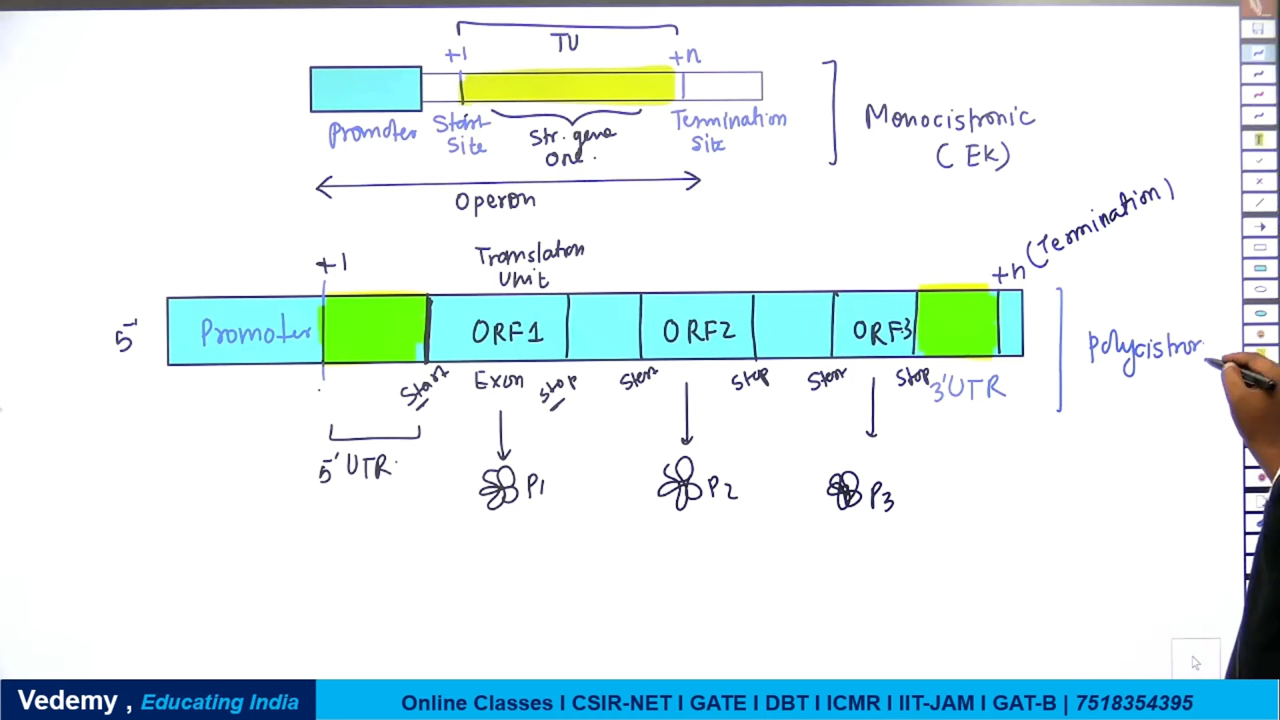 TU
+1
+n
Promoter
Start
Site
Str. gene
one.
Termination
Site
Monocistronic
(EK)
Operon
+1
Translation
Unit
+n (Termination)
5'
Promoter
ORF1
ORF2
ORF3
Polycistron
Start
Exon
Stop
Start
Stop
Start
Stop
3'UTR
5'UTR.
P1
P2
P3
Vedemy , Educating India
Online Classes I CSIR-NET I GATE I DBT I ICMR I IIT-JAM I GAT-B | 7518354395